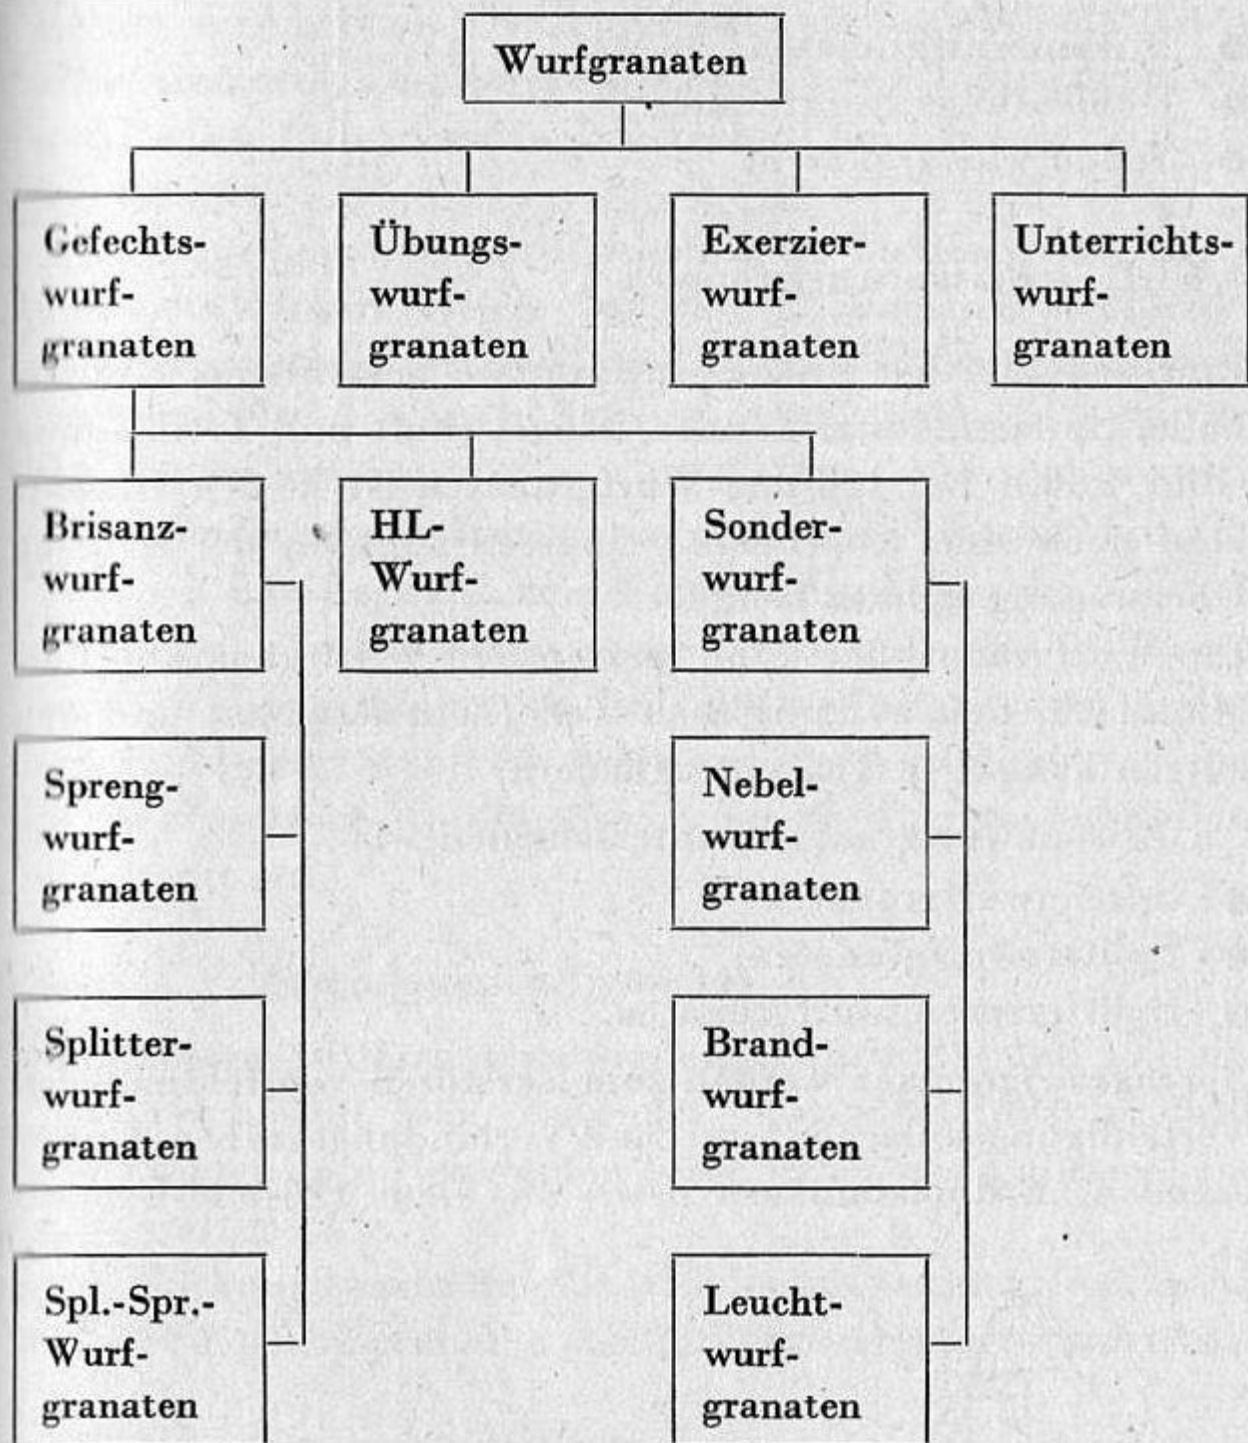 Wurfgranaten
Gefechts-
wurf-
granaten
Übungs-
wurf-
granaten
Exerzier-
wurf-
granaten
Unterrichts-
wurf-
granaten
Brisanz-
wurf-
granaten
HL-
Wurf-
granaten
Sonder-
wurf-
granaten
Spreng-
wurf-
granaten
Nebel-
wurf-
granaten
Splitter-
wurf-
granaten
Brand-
wurf-
granaten
Spl.-Spr.-
Wurf-
granaten
Leucht-
wurf-
granaten